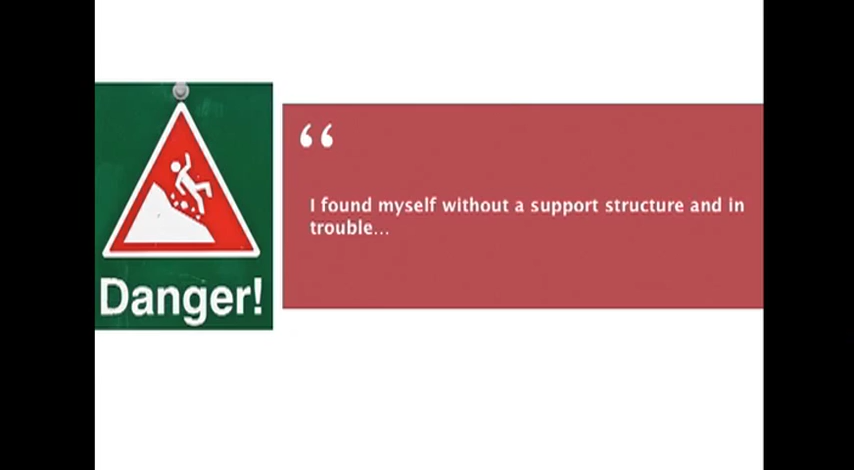 Danger!
“
I found myself without a support structure and in
trouble...